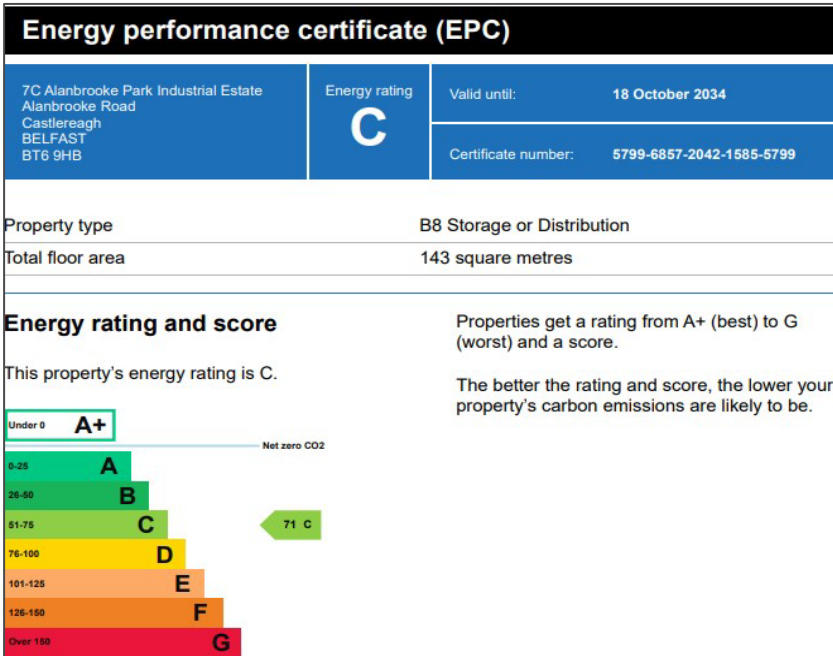 Energy performance certificate (EPC)
7C Alanbrooke Park Industrial Estate
Alanbrooke Road
Castlereagh
BELFAST
BT6 9HB
Energy rating
C
Valid until: 18 October 2034
Certificate number: 5799-6857-2042-1585-5799
Property type B8 Storage or Distribution
Total floor area 143 square metres
Energy rating and score
This property's energy rating is C.
Under 0 A+
Net zero CO2
0-25 A
26-50 B
51-75 C 71 C
76-100 D
101-125 E
126-150 F
Over 150 G
Properties get a rating from A+ (best) to G
(worst) and a score.
The better the rating and score, the lower your
property's carbon emissions are likely to be.